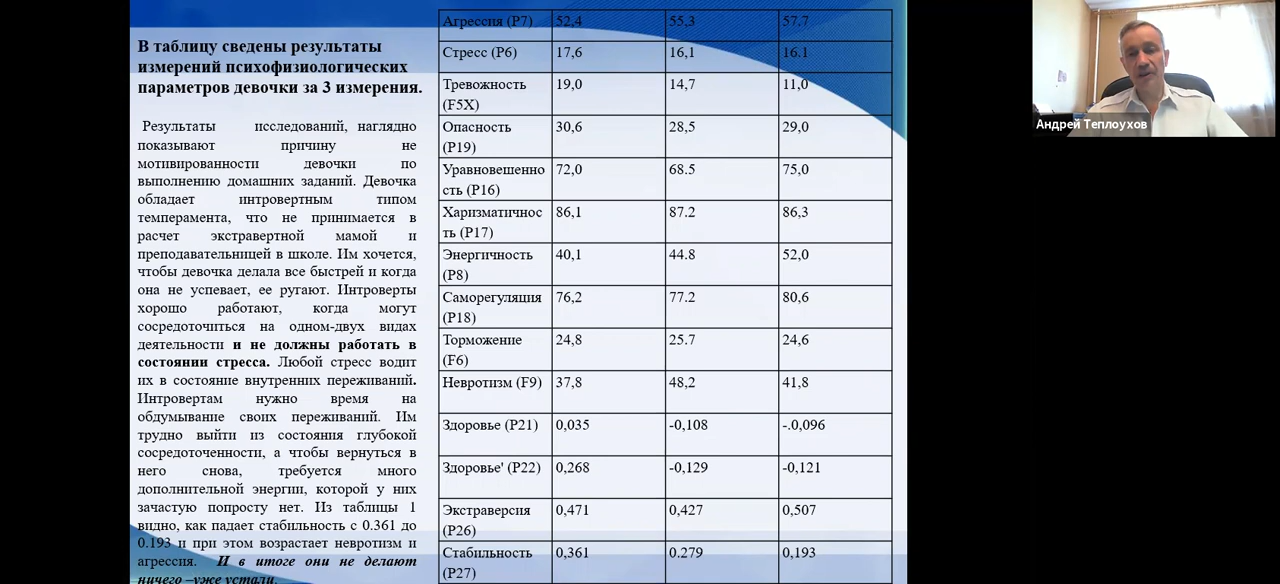 В таблицу сведены результаты
измерений психофизиологических
параметров девочки за 3 измерения.
Результаты исследований, наглядно
показывают причину не
мотивированности девочки по
выполнению домашних заданий. Девочка
обладает интровертным типом
темперамента, что не принимается в
расчет экстравертной мамой и
преподавательницей в школе. Им хочется,
чтобы девочка делала все быстрей и когда
она не успевает, ее ругают. Интроверты
хорошо работают, когда могут
сосредоточиться на одном-двух видах
деятельности и не должны работать в
состоянии стресса. Любой стресс водит
их в состояние внутренних переживаний.
Интровертам нужно время на
обдумывание своих переживаний. Им
трудно выйти из состояния глубокой
сосредоточенности, а чтобы вернуться в
него снова, требуется много
дополнительной энергии, которой у них
зачастую попросту нет. Из таблицы 1
видно, как падает стабильность с 0.361 до
0.193 и при этом возрастает невротизм и
агрессия. И в итоге они не делают
ничего –уже устали.
Агрессия (P7) 52,4 55,3 57.7
Стресс (P6) 17,6 16,1 16.1
Тревожность
(F5X) 19,0 14,7 11,0
Опасность
(P19) 30,6 28,5 29,0
Уравновешенно
сть (P16) 72,0 68.5 75,0
Харизматичнос
ть (P17) 86,1 87.2 86,3
Энергичность
(P8) 40,1 44.8 52,0
Саморегуляция
(P18) 76,2 77.2 80,6
Торможение
(F6) 24,8 25.7 24,6
Невротизм (F9) 37,8 48,2 41,8
Здоровье (P21) 0,035 -0,108 -.0,096
Здоровье' (P22) 0,268 -0,129 -0,121
Экстраверсия
(P26) 0,471 0,427 0,507
Стабильность
(P27) 0,361 0.279 0,193
Андрей Теплоухов